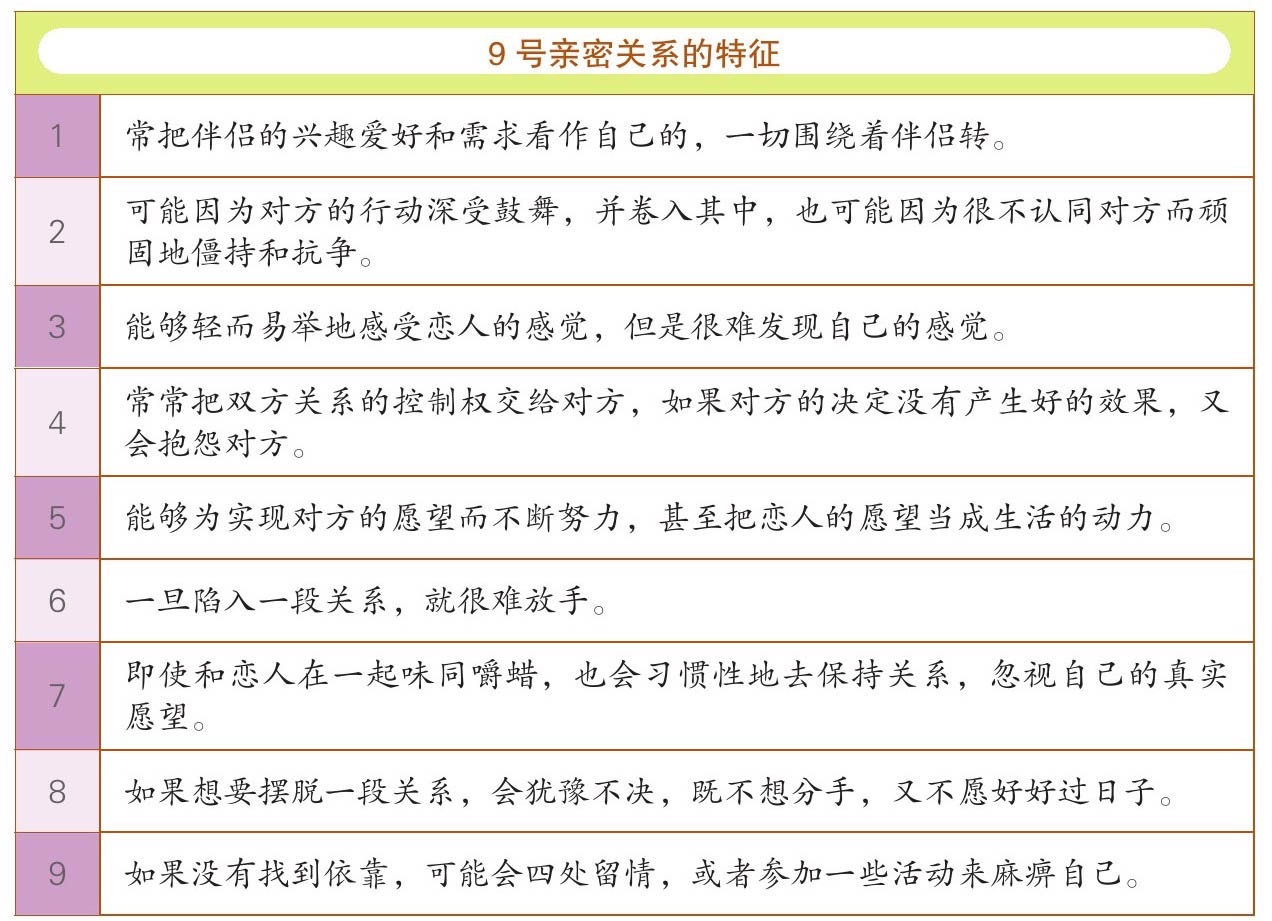 9 号亲密关系的特征
1
常把伴侣的兴趣爱好和需求看作自己的，一切围绕着伴侣转。
2
可能因为对方的行动深受鼓舞，并卷入其中，也可能因为很不认同对方而顽
固地僵持和抗争。
3
能够轻而易举地感受恋人的感觉，但是很难发现自己的感觉。
4
常常把双方关系的控制权交给对方，如果对方的决定没有产生好的效果，又
会抱怨对方。
5
能够为实现对方的愿望而不断努力，甚至把恋人的愿望当成生活的动力。
6
一旦陷入一段关系，就很难放手。
7
即使和恋人在一起味同嚼蜡，也会习惯性地去保持关系，忽视自己的真实
愿望。
8
如果想要摆脱一段关系，会犹豫不决，既不想分手，又不愿好好过日子。
9
如果没有找到依靠，可能会四处留情，或者参加一些活动来麻痹自己。